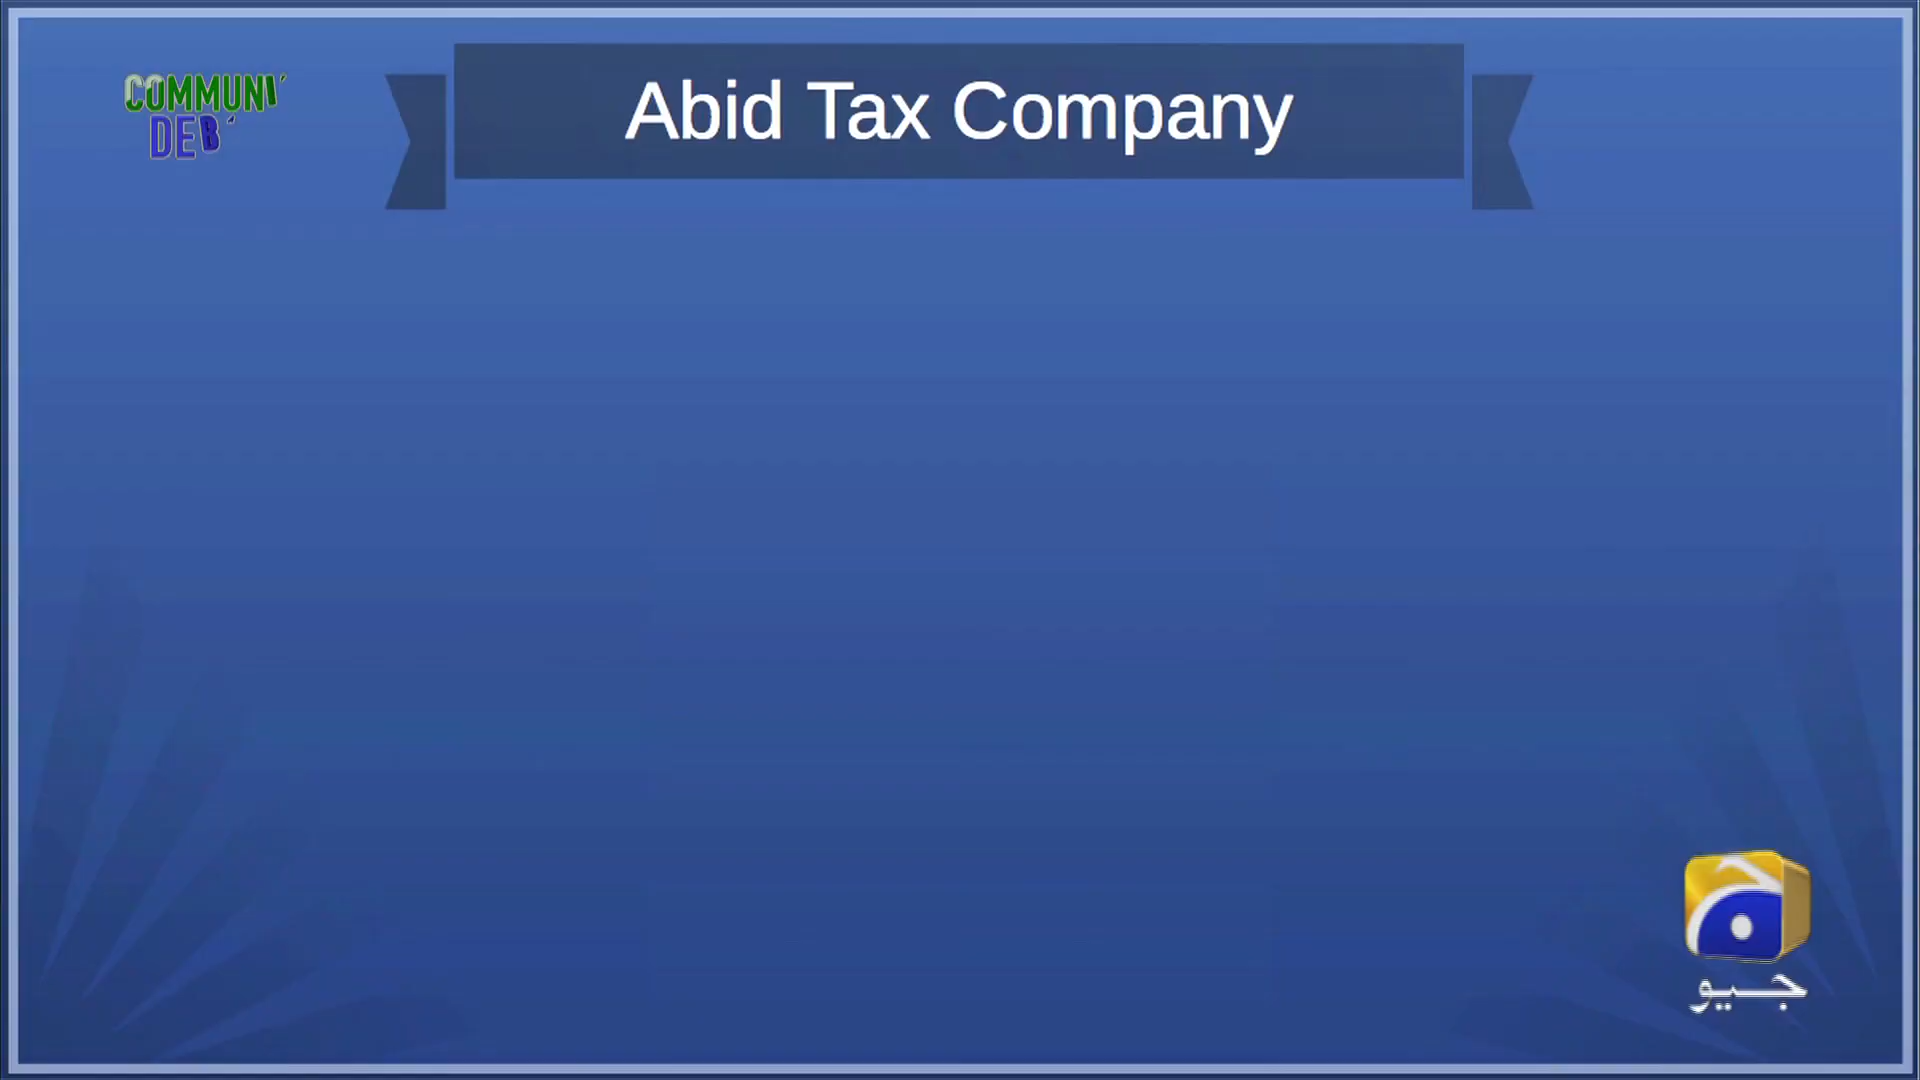 Abid Tax Company
COMMUNI
DEB
جیو